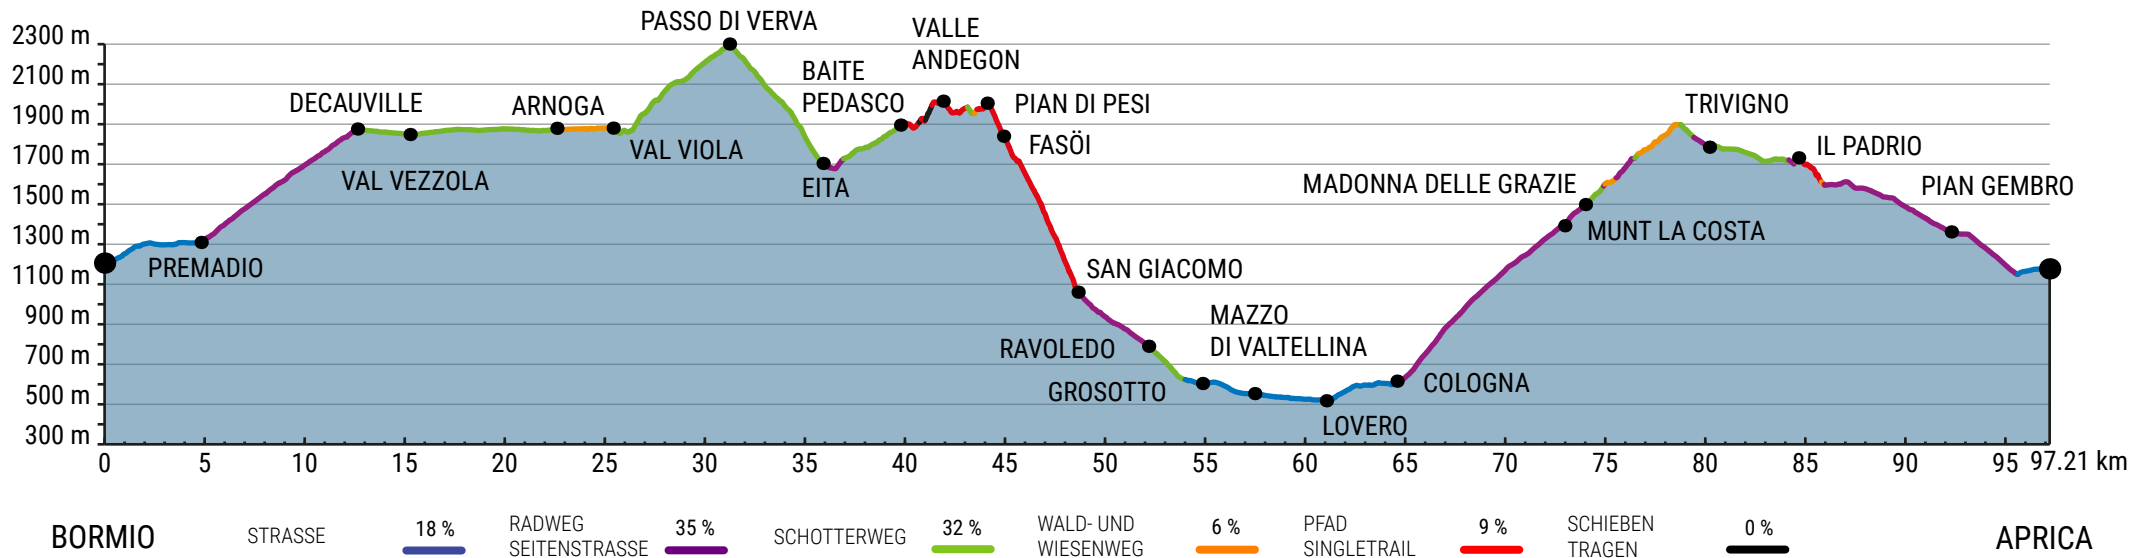 PASSO DI VERVA
VALLE
ANDEGON
2300 m
2100 m
1900 m
1700 m
1500 m
1300 m
1100 m
900 m
700 m
500 m
300 m
PREMADIO
DECAUVILLE
VAL VEZZOLA
ARNOGA
VAL VIOLA
BAITE
PEDASCO
EITA
PIAN DI PESI
FASÖI
SAN GIACOMO
RAVOLEDO
GROSOTTO
MAZZO
DI VALTELLINA
LOVERO
COLOGNA
MADONNA DELLE GRAZIE
MUNT LA COSTA
TRIVIGNO
IL PADRIO
PIAN GEMBRO
0 5 10 15 20 25 30 35 40 45 50 55 60 65 70 75 80 85 90 95 97.21 km
BORMIO
STRASSE 18 %
RADWEG
SEITENSTRASSE 35 %
SCHOTTERWEG 32 %
WALD- UND
WIESENWEG 6 %
PFAD
SINGLETRAIL 9 %
SCHIEBEN
TRAGEN 0 %
APRICA